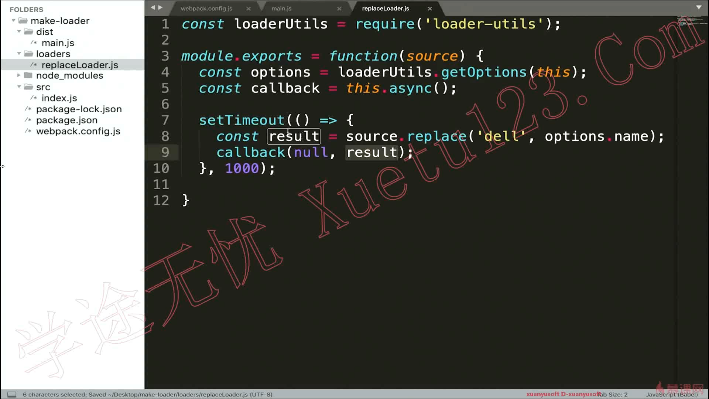 FOLDERS
make-loader
dist
main.js
loaders
replaceLoader.js
node_modules
src
index.js
package-lock.json
package.json
webpack.config.js
webpack.config.js
main.js
replaceLoader.js
1 const loaderUtils = require('loader-utils');
2
3 module.exports = function(source) {
4 const options = loaderUtils.getOptions(this);
5 const callback = this.async();
6
7 setTimeout(() => {
8 const result = source.replace('dell', options.name);
9 callback(null, result);
10 }, 1000);
11
12 }
学途无忧 Xuetu123.Com
6 characters selected: Saved ~/Desktop/make-loader/loaders/replaceLoader.js (UTF-8)
xuanyusoft D-xuanyusoft
Tab Size: 2
JavaScript (Babel)